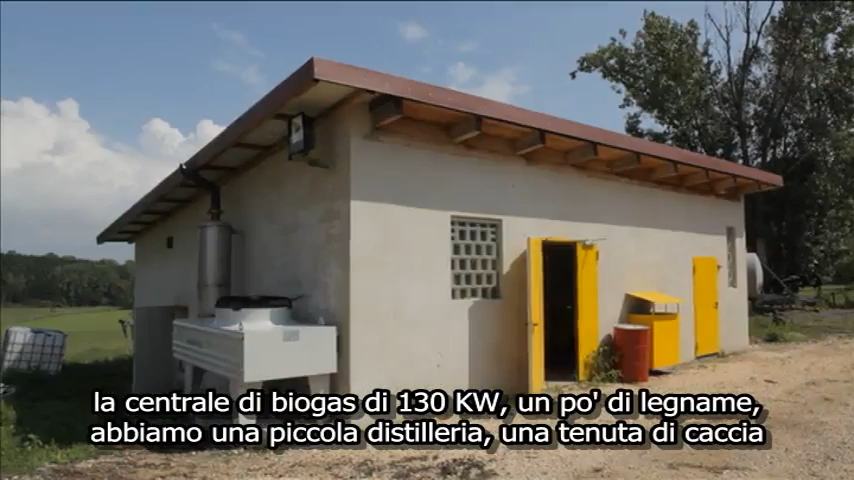 la centrale di biogas di 130 KW, un po' di legname,
abbiamo una piccola distilleria, una tenuta di caccia